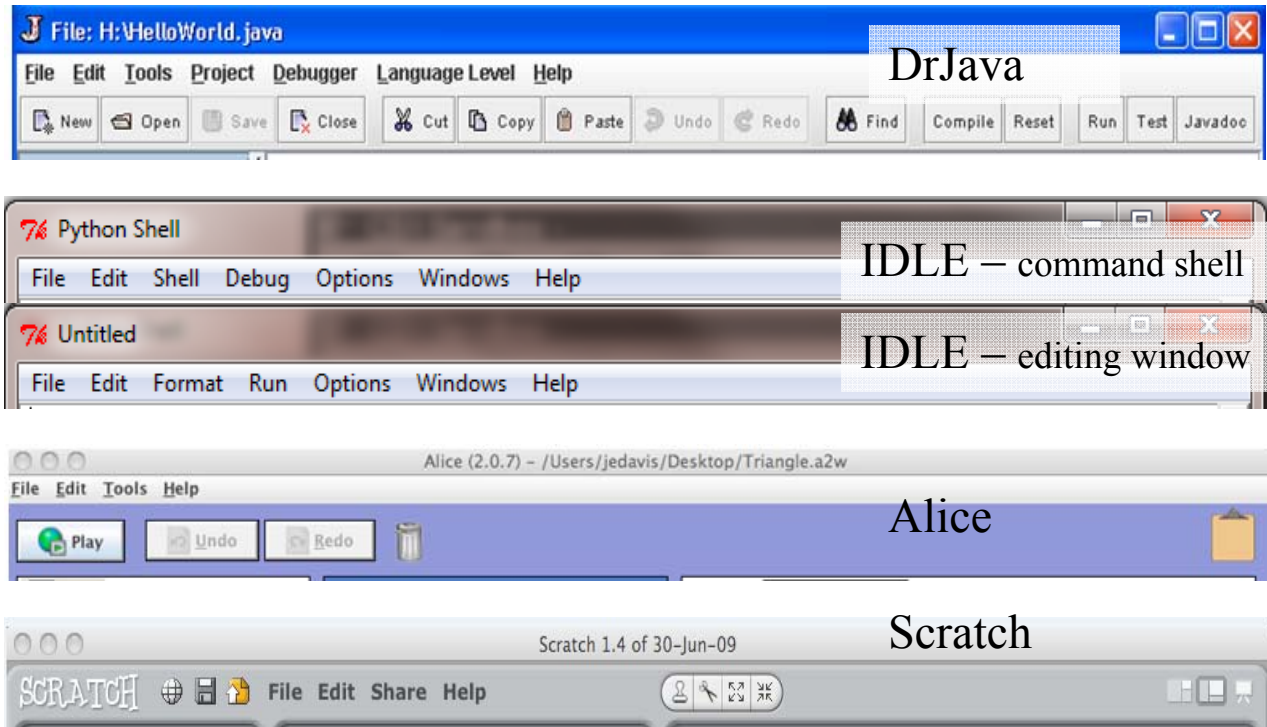 File: H:\HelloWorld.java
DrJava
File Edit Tools Project Debugger Language Level Help
New Open Save Close Cut Copy Paste Undo Redo Find Compile Reset Run Test Javadoc
Python Shell
IDLE – command shell
File Edit Shell Debug Options Windows Help
Untitled
IDLE – editing window
File Edit Format Run Options Windows Help
Alice (2.0.7) – /Users/jedavis/Desktop/Triangle.a2w
File Edit Tools Help
Alice
Play Undo Redo
Scratch
Scratch 1.4 of 30-Jun-09
SCRATCH File Edit Share Help